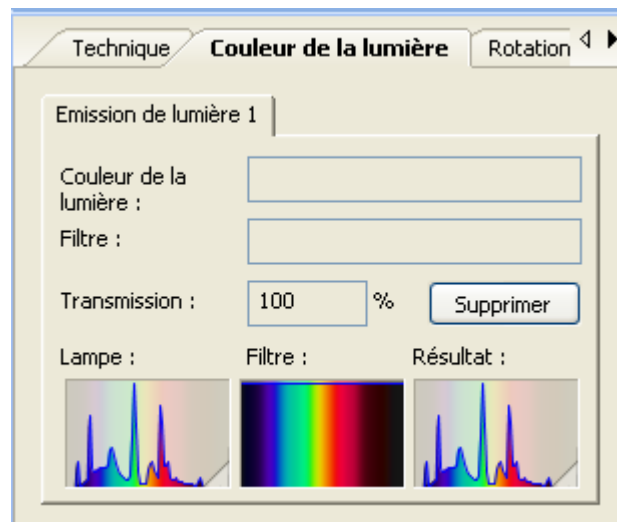 Technique Couleur de la lumière Rotation
Emission de lumière 1
Couleur de la
lumière :
Filtre :
Transmission : 100 % Supprimer
Lampe : Filtre : Résultat :